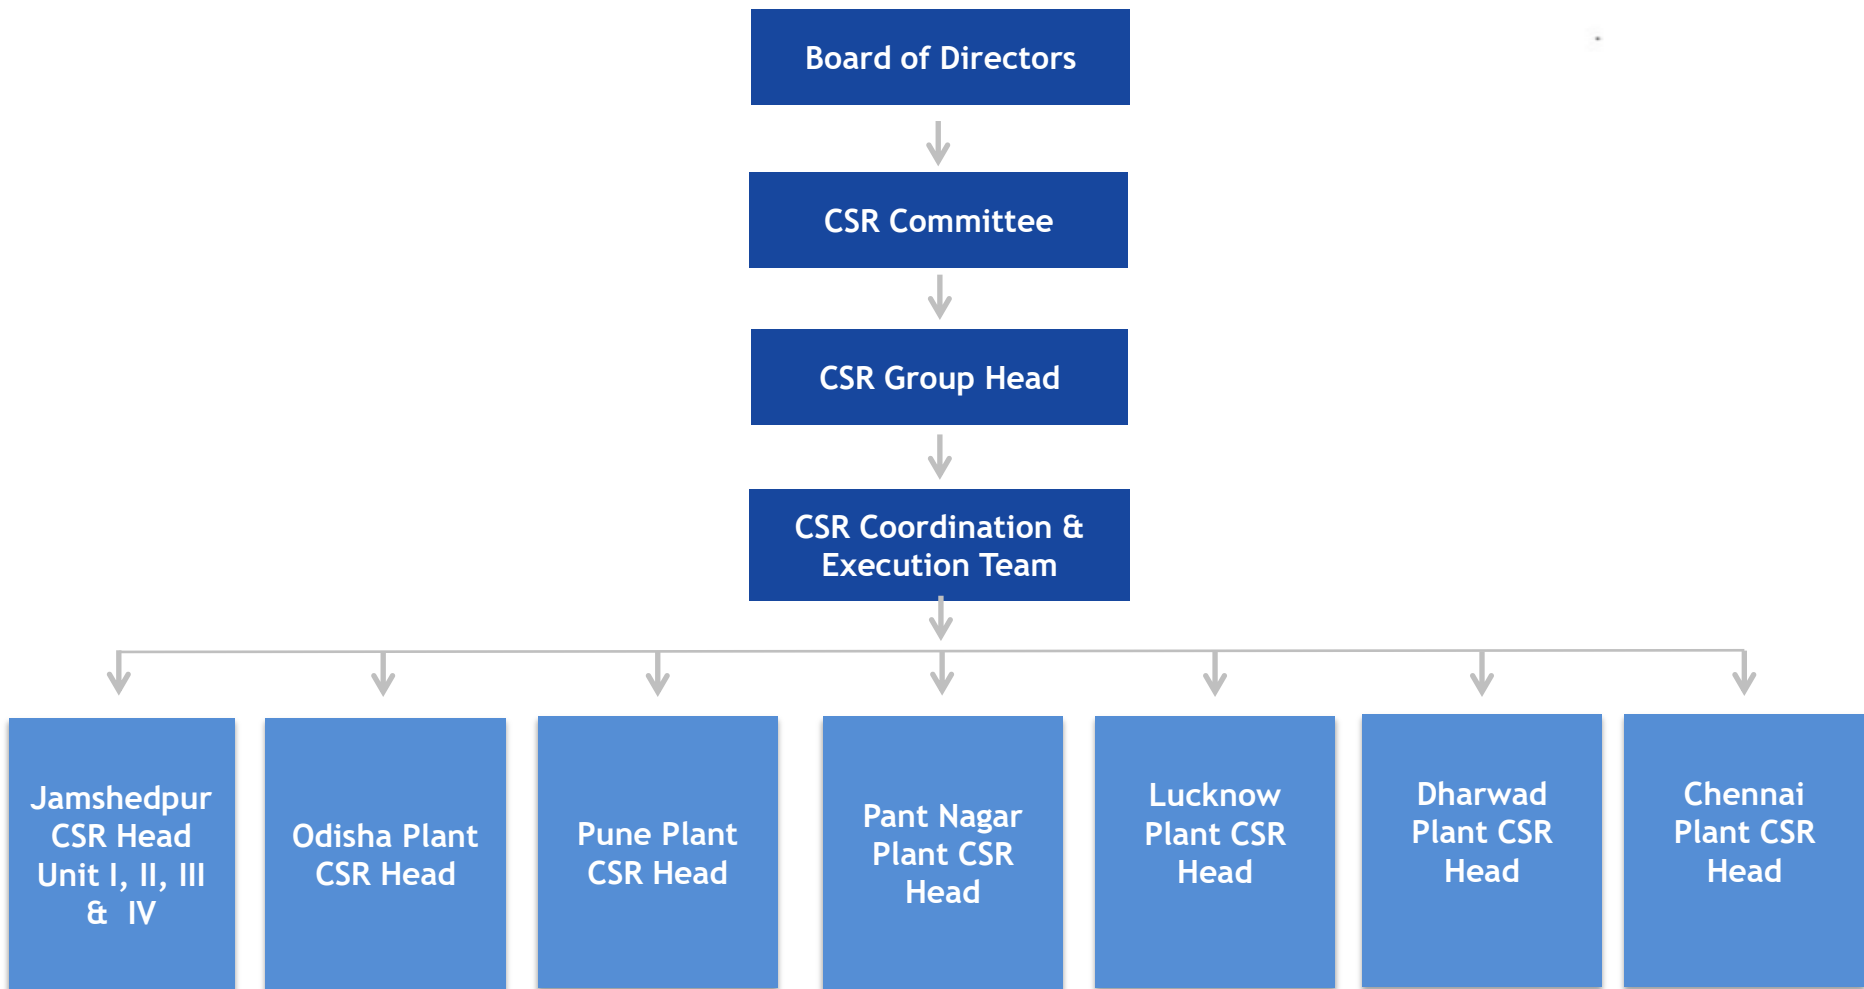 Board of Directors
CSR Committee
CSR Group Head
CSR Coordination &
Execution Team
Jamshedpur
CSR Head
Unit I, II, III
& IV
Odisha Plant
CSR Head
Pune Plant
CSR Head
Pant Nagar
Plant CSR
Head
Lucknow
Plant CSR
Head
Dharwad
Plant CSR
Head
Chennai
Plant CSR
Head